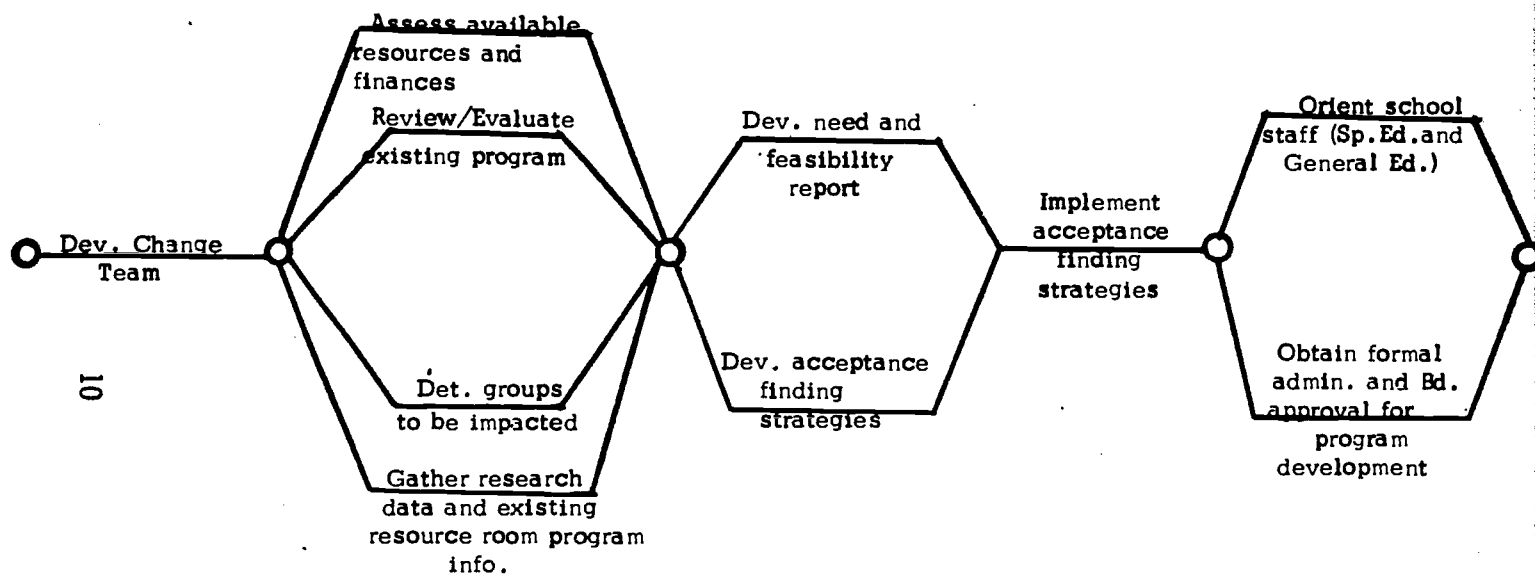 Dev. Change
Team
Assess available
resources and
finances
Review/Evaluate
existing program
Det. groups
to be impacted
Gather research
data and existing
resource room program
info.
Dev. need and
feasibility
report
Dev. acceptance
finding
strategies
Implement
acceptance
finding
strategies
Orient school
staff (Sp.Ed.and
General Ed.)
Obtain formal
admin. and Bd.
approval for
program
development
10